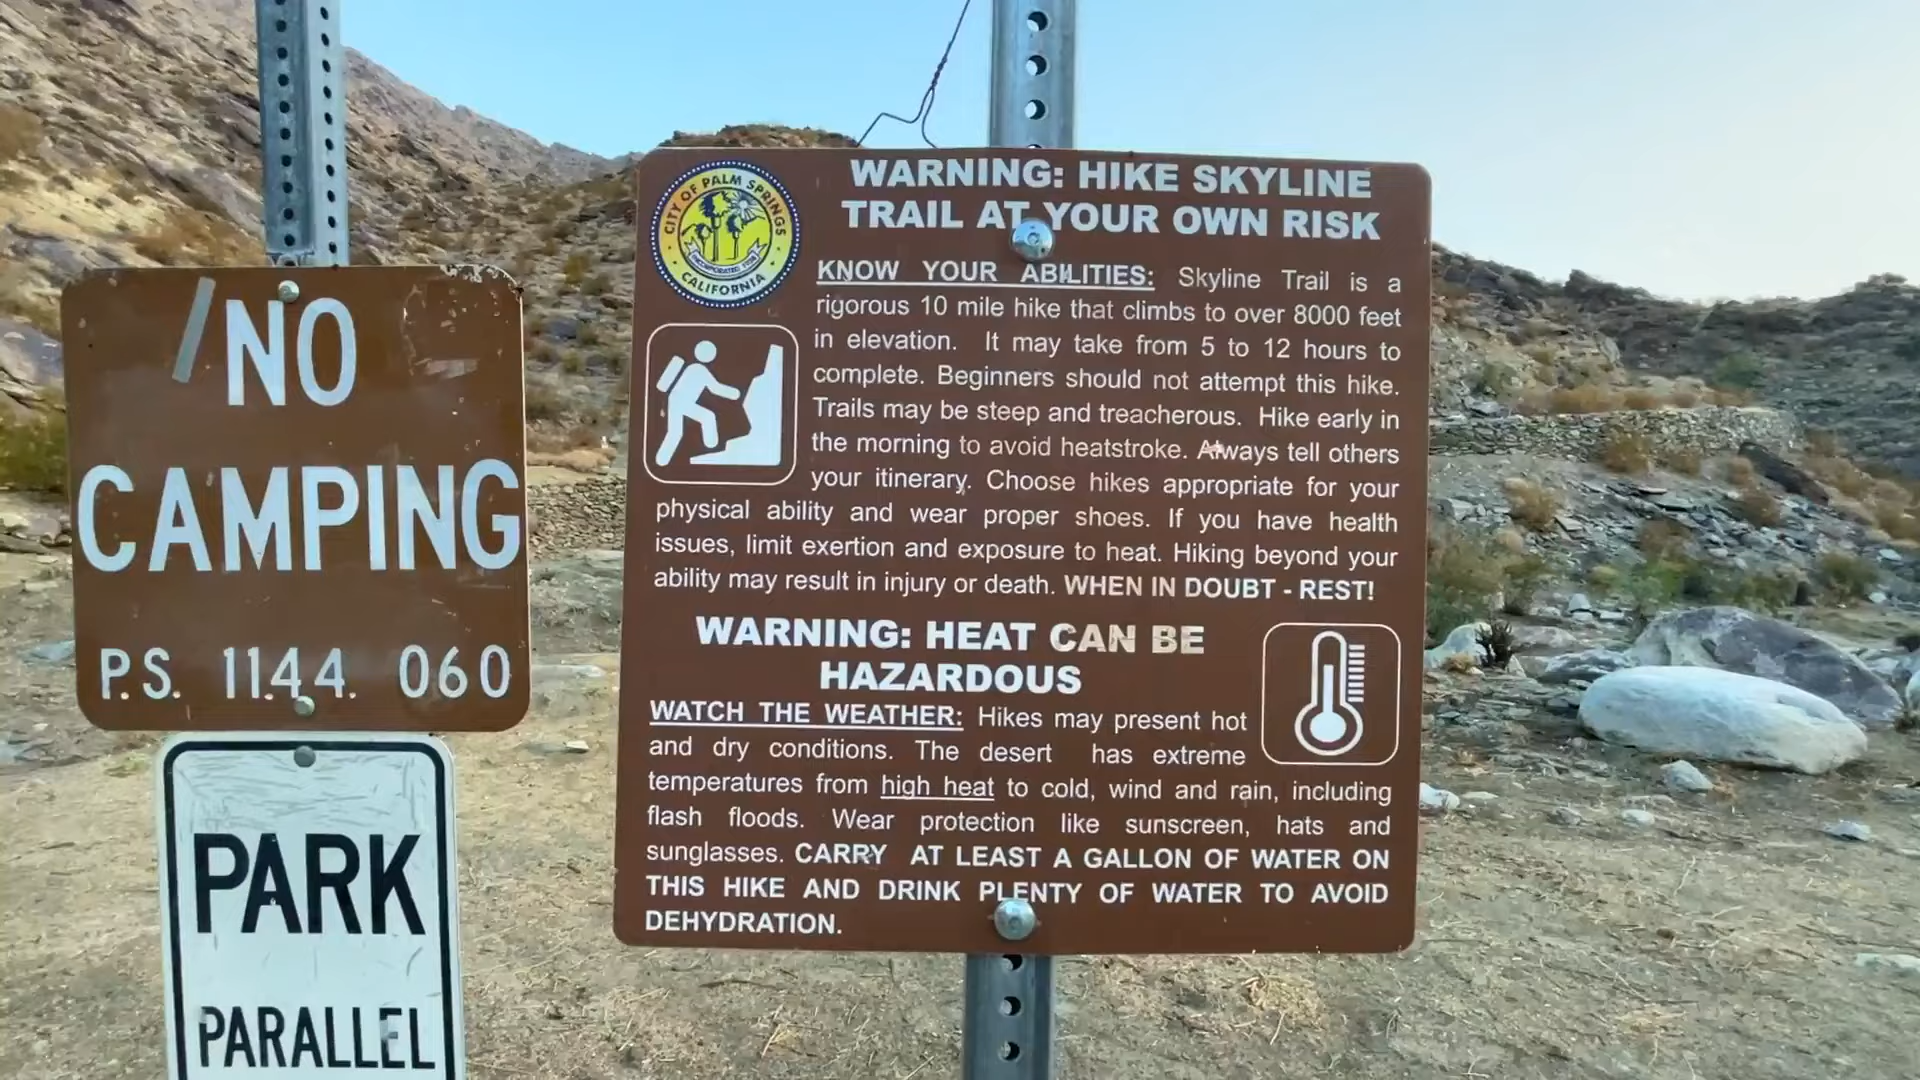 NO
CAMPING
P.S. 11.44. 060
PARK
PARALLEL
CITY OF PALM SPRINGS
CALIFORNIA
WARNING: HIKE SKYLINE
TRAIL AT YOUR OWN RISK
KNOW YOUR ABILITIES: Skyline Trail is a
rigorous 10 mile hike that climbs to over 8000 feet
in elevation. It may take from 5 to 12 hours to
complete. Beginners should not attempt this hike.
Trails may be steep and treacherous. Hike early in
the morning to avoid heatstroke. Always tell others
your itinerary. Choose hikes appropriate for your
physical ability and wear proper shoes. If you have health
issues, limit exertion and exposure to heat. Hiking beyond your
ability may result in injury or death. WHEN IN DOUBT - REST!
WARNING: HEAT CAN BE
HAZARDOUS
WATCH THE WEATHER: Hikes may present hot
and dry conditions. The desert has extreme
temperatures from high heat to cold, wind and rain, including
flash floods. Wear protection like sunscreen, hats and
sunglasses. CARRY AT LEAST A GALLON OF WATER ON
THIS HIKE AND DRINK PLENTY OF WATER TO AVOID
DEHYDRATION.